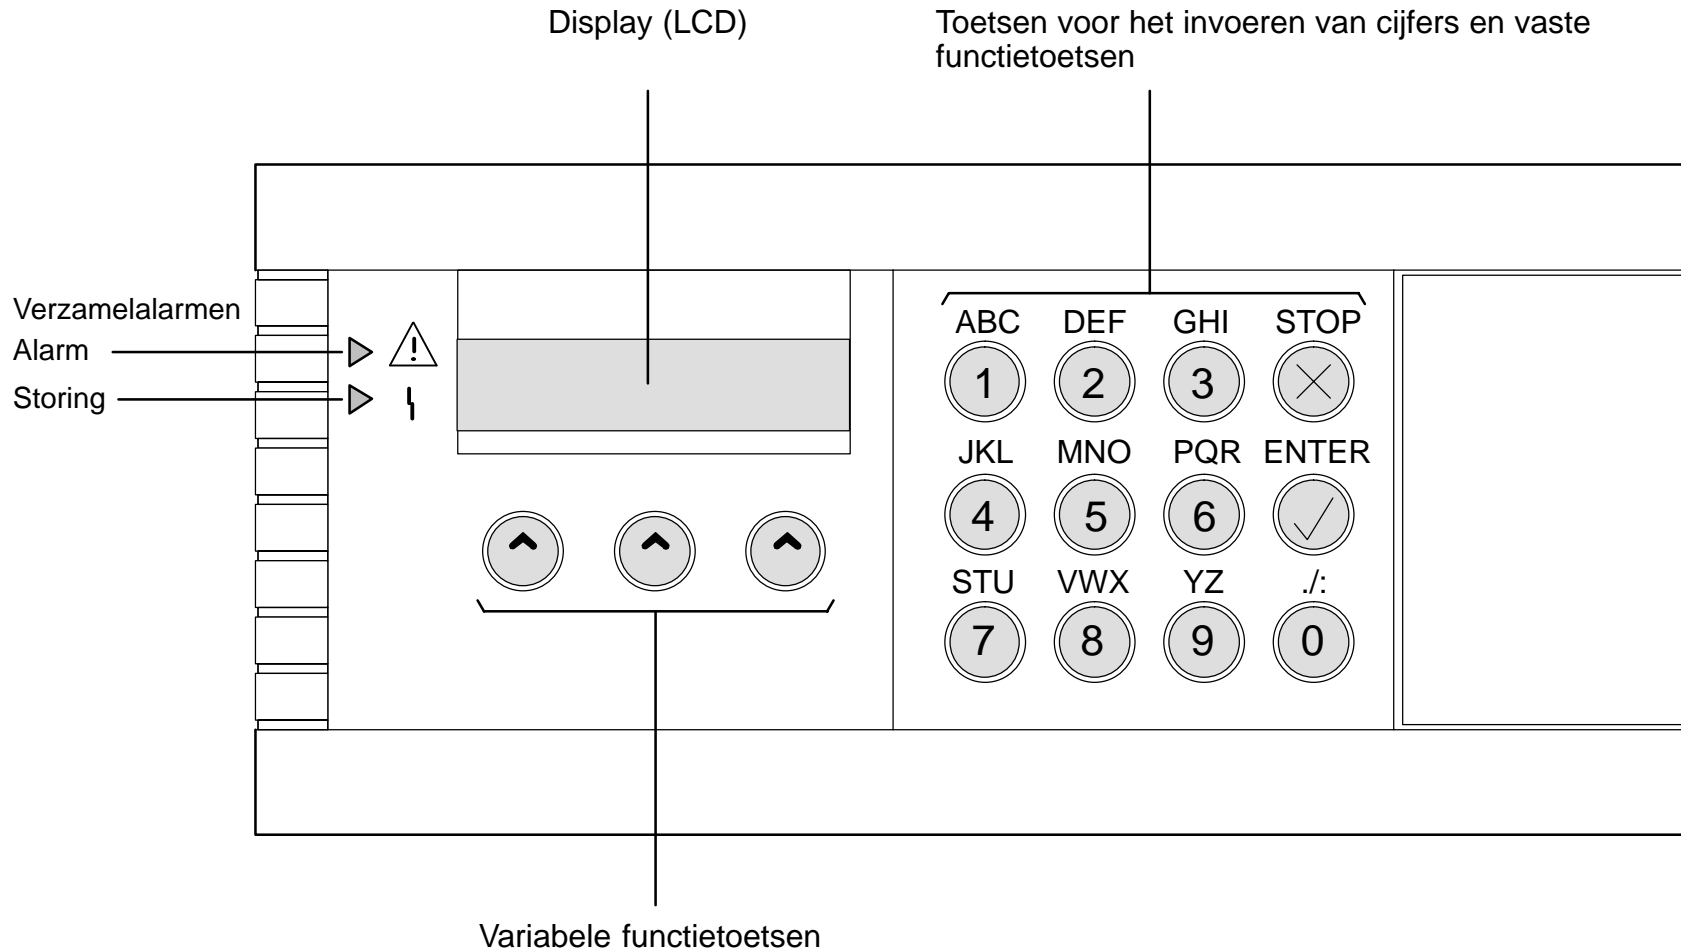 Display (LCD)
Toetsen voor het invoeren van cijfers en vaste
functietoetsen
Verzamelalarmen
Alarm
Storing
ABC DEF GHI STOP
1 2 3
JKL MNO PQR ENTER
4 5 6
STU VWX YZ ./:
7 8 9 0
Variabele functietoetsen